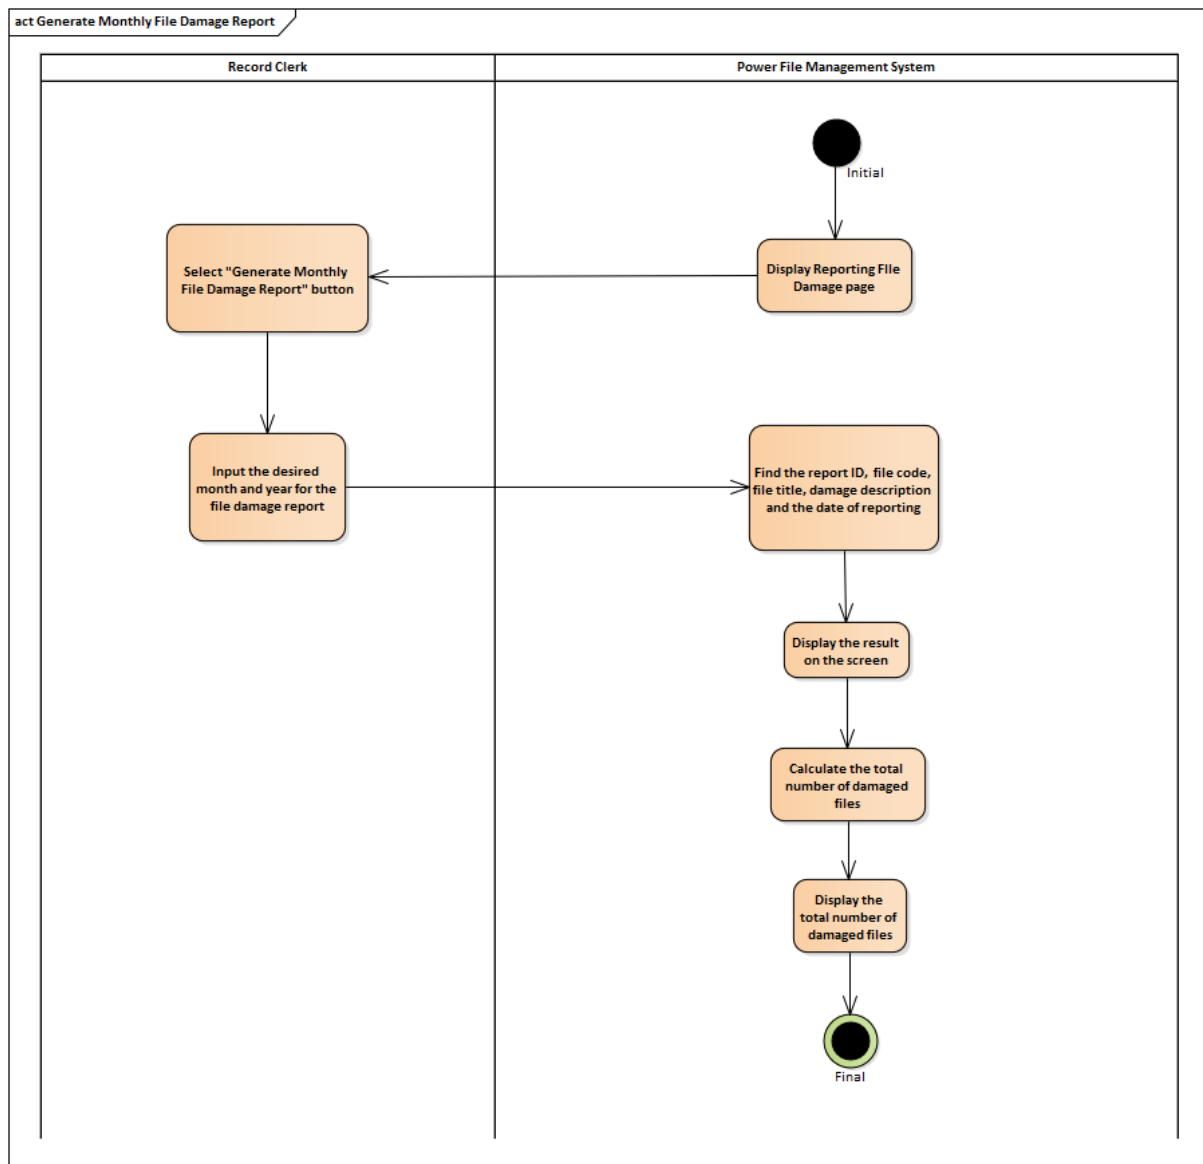 act Generate Monthly File Damage Report
Record Clerk
Power File Management System
Initial
Display Reporting FIle
Damage page
Select "Generate Monthly
File Damage Report" button
Input the desired
month and year for the
file damage report
Find the report ID, file code,
file title, damage description
and the date of reporting
Display the result
on the screen
Calculate the total
number of damaged
files
Display the
total number of
damaged files
Final